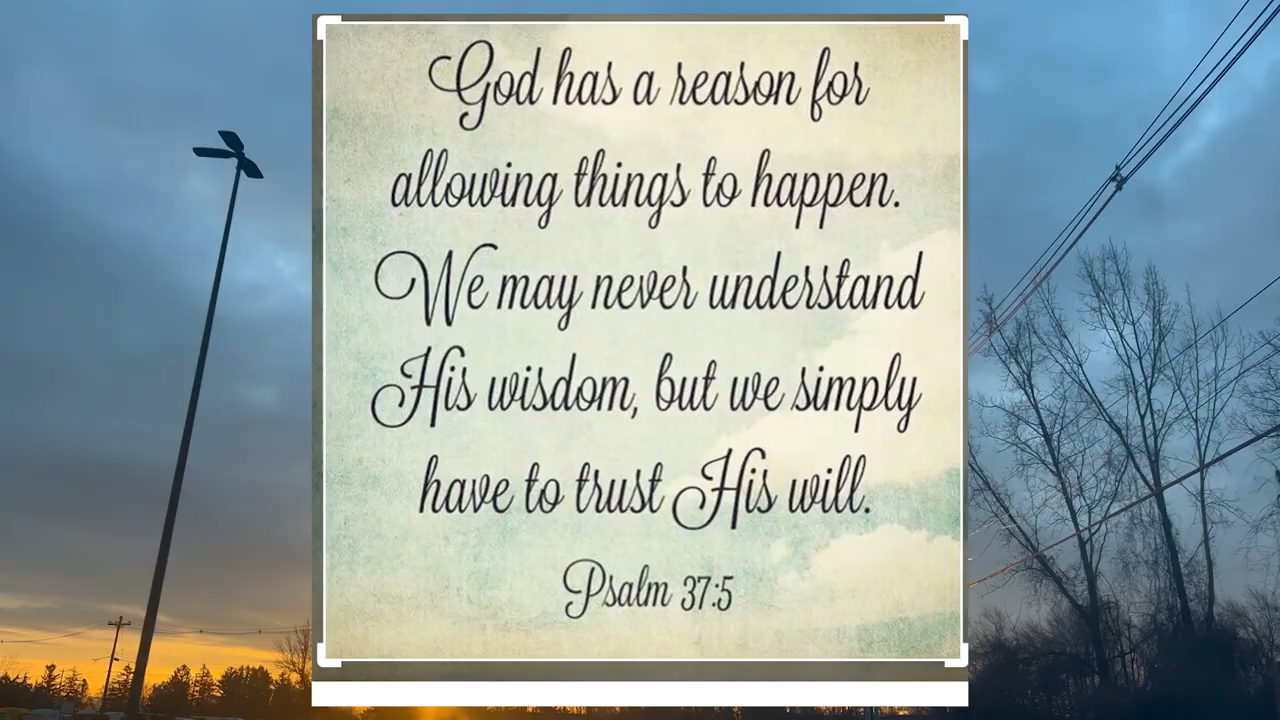 God has a reason for
allowing things to happen.
We may never understand
His wisdom, but we simply
have to trust His will.
Psalm 37:5